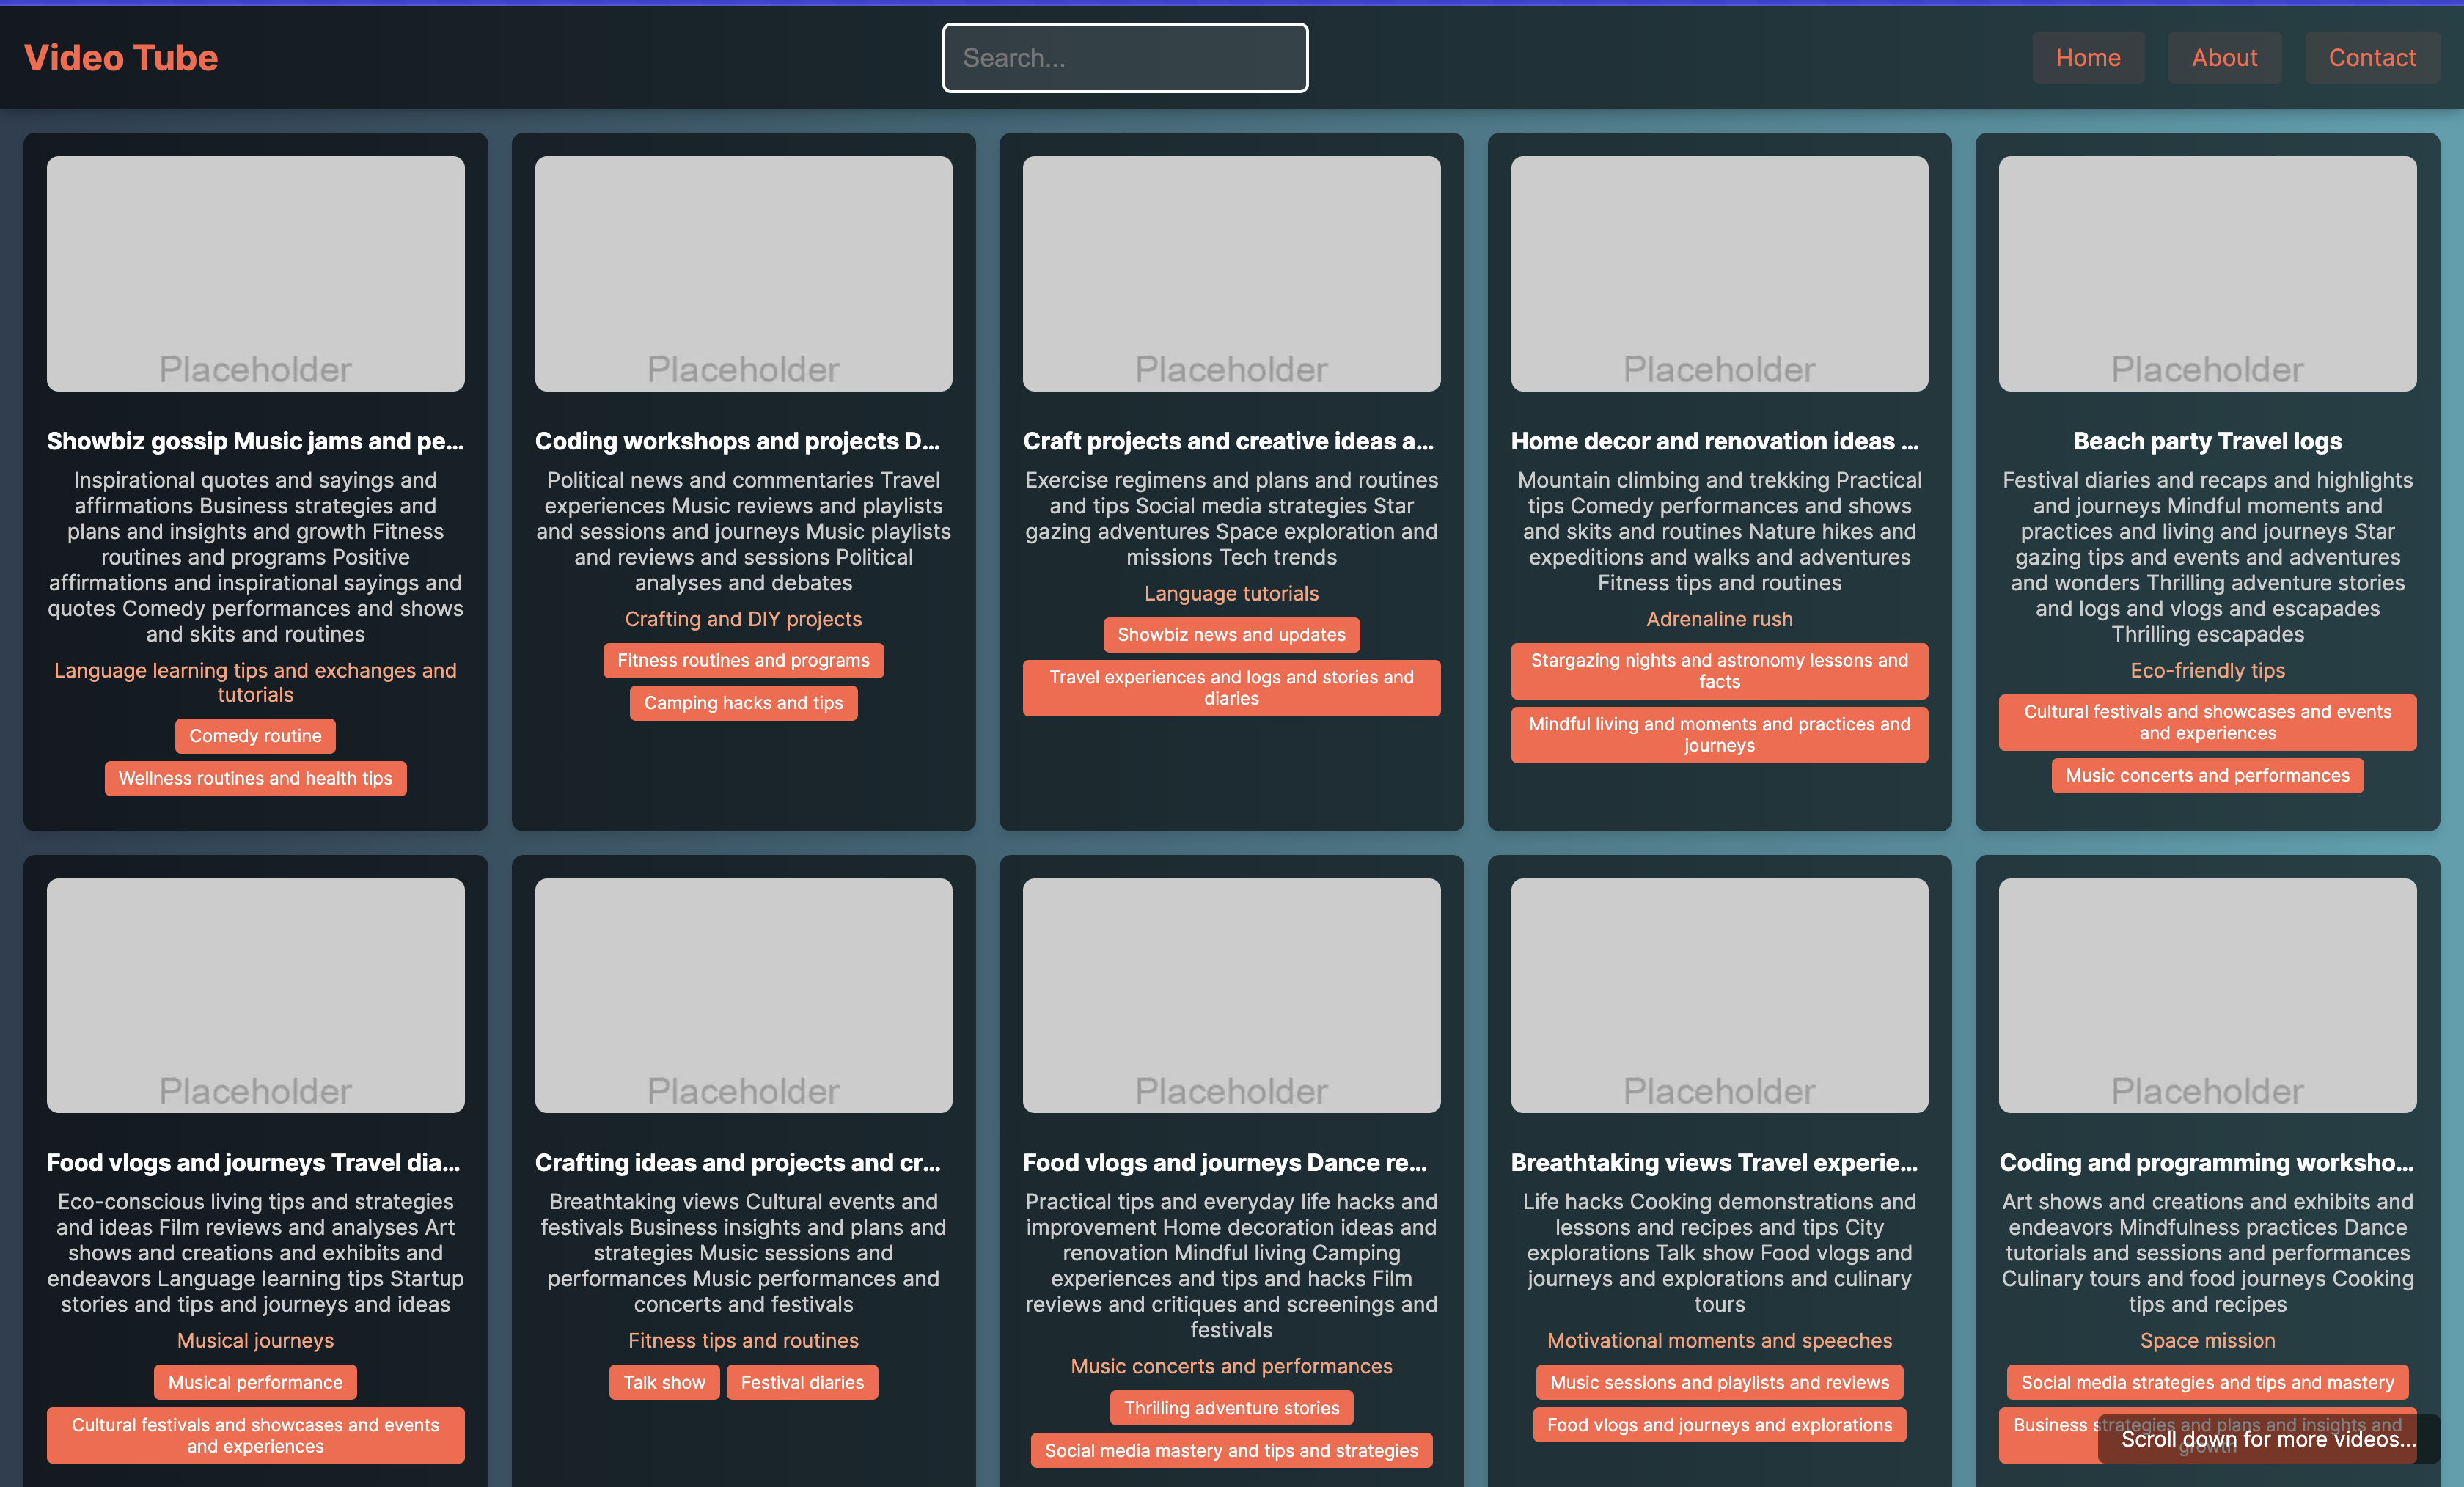 Video Tube
Search...
Home
About
Contact
Placeholder
Showbiz gossip Music jams and pe...
Inspirational quotes and sayings and
affirmations Business strategies and
plans and insights and growth Fitness
routines and programs Positive
affirmations and inspirational sayings and
quotes Comedy performances and shows
and skits and routines
Language learning tips and exchanges and
tutorials
Comedy routine
Wellness routines and health tips
Placeholder
Coding workshops and projects D...
Political news and commentaries Travel
experiences Music reviews and playlists
and sessions and journeys Music playlists
and reviews and sessions Political
analyses and debates
Crafting and DIY projects
Fitness routines and programs
Camping hacks and tips
Placeholder
Craft projects and creative ideas a...
Exercise regimens and plans and routines
and tips Social media strategies Star
gazing adventures Space exploration and
missions Tech trends
Language tutorials
Showbiz news and updates
Travel experiences and logs and stories and
diaries
Placeholder
Home decor and renovation ideas ...
Mountain climbing and trekking Practical
tips Comedy performances and shows
and skits and routines Nature hikes and
expeditions and walks and adventures
Fitness tips and routines
Adrenaline rush
Stargazing nights and astronomy lessons and
facts
Mindful living and moments and practices and
journeys
Placeholder
Beach party Travel logs
Festival diaries and recaps and highlights
and journeys Mindful moments and
practices and living and journeys Star
gazing tips and events and adventures
and wonders Thrilling adventure stories
and logs and vlogs and escapades
Thrilling escapades
Eco-friendly tips
Cultural festivals and showcases and events
and experiences
Music concerts and performances
Placeholder
Food vlogs and journeys Travel dia...
Eco-conscious living tips and strategies
and ideas Film reviews and analyses Art
shows and creations and exhibits and
endeavors Language learning tips Startup
stories and tips and journeys and ideas
Musical journeys
Musical performance
Cultural festivals and showcases and events
and experiences
Placeholder
Crafting ideas and projects and cr...
Breathtaking views Cultural events and
festivals Business insights and plans and
strategies Music sessions and
performances Music performances and
concerts and festivals
Fitness tips and routines
Talk show
Festival diaries
Placeholder
Food vlogs and journeys Dance re...
Practical tips and everyday life hacks and
improvement Home decoration ideas and
renovation Mindful living Camping
experiences and tips and hacks Film
reviews and critiques and screenings and
festivals
Music concerts and performances
Thrilling adventure stories
Social media mastery and tips and strategies
Placeholder
Breathtaking views Travel experie...
Life hacks Cooking demonstrations and
lessons and recipes and tips City
explorations Talk show Food vlogs and
journeys and explorations and culinary
tours
Motivational moments and speeches
Music sessions and playlists and reviews
Food vlogs and journeys and explorations
Placeholder
Coding and programming worksho...
Art shows and creations and exhibits and
endeavors Mindfulness practices Dance
tutorials and sessions and performances
Culinary tours and food journeys Cooking
tips and recipes
Space mission
Social media strategies and tips and mastery
Business strategies and plans and insights and
growth
Scroll down for more videos...